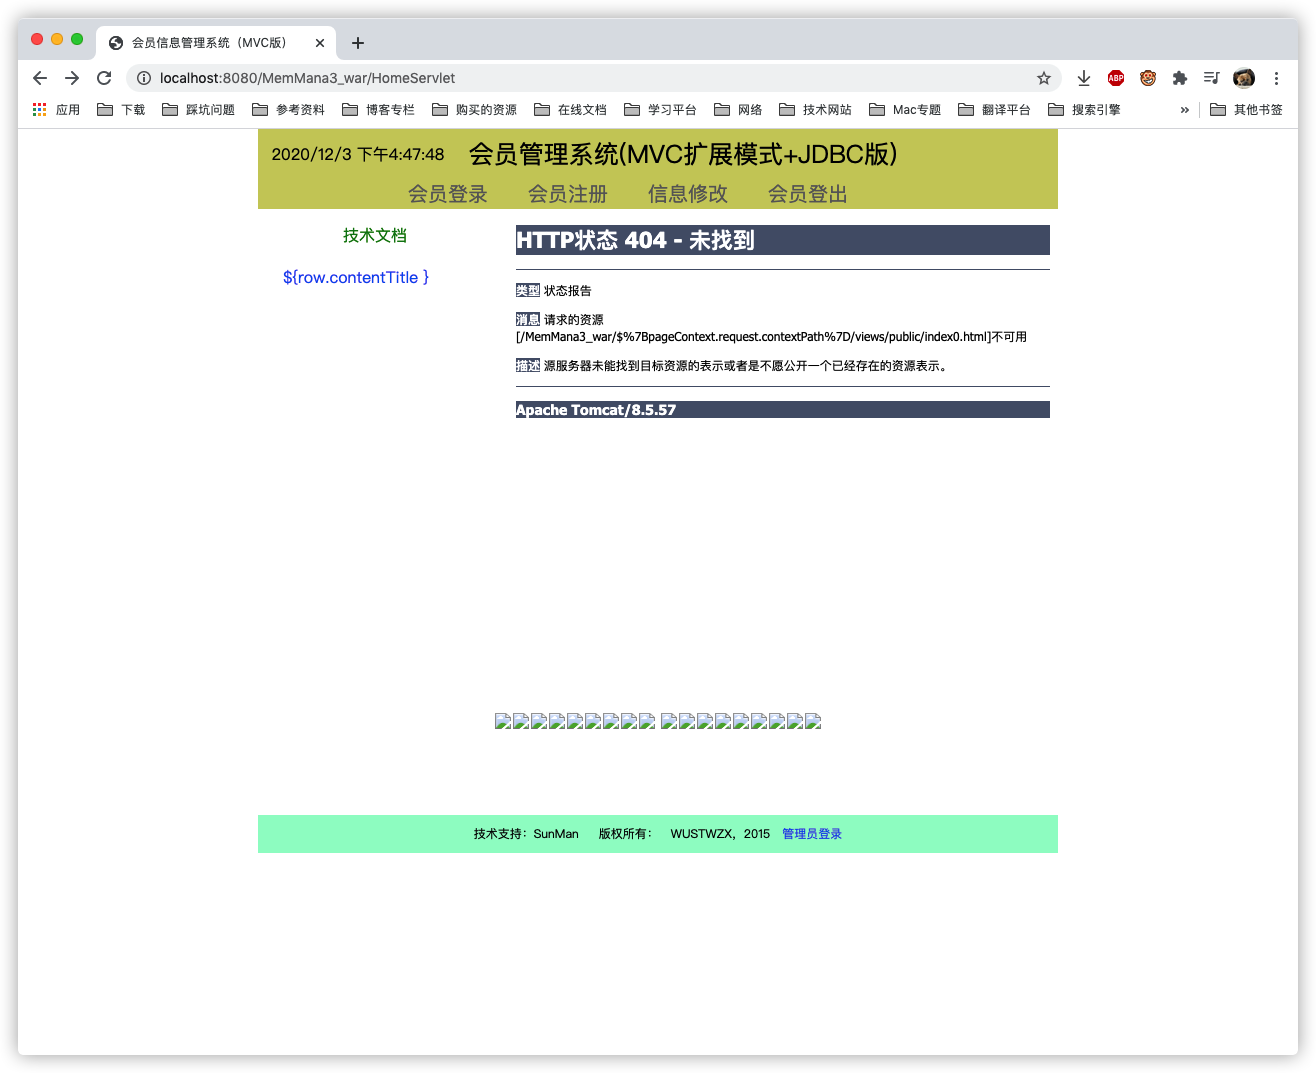 会员信息管理系统（MVC版）
localhost:8080/MemMana3_war/HomeServlet
ABP
应用 下载 踩坑问题 参考资料 博客专栏 购买的资源 在线文档 学习平台 网络 技术网站 Mac专题 翻译平台 搜索引擎 » 其他书签
2020/12/3 下午4:47:48 会员管理系统(MVC扩展模式+JDBC版)
会员登录 会员注册 信息修改 会员登出
技术文档
${row.contentTitle }
HTTP状态 404 - 未找到
类型 状态报告
消息 请求的资源
[/MemMana3_war/$%7BpageContext.request.contextPath%7D/views/public/index0.html]不可用
描述 源服务器未能找到目标资源的表示或者是不愿公开一个已经存在的资源表示。
Apache Tomcat/8.5.57
技术支持：SunMan 版权所有： WUSTWZX，2015 管理员登录